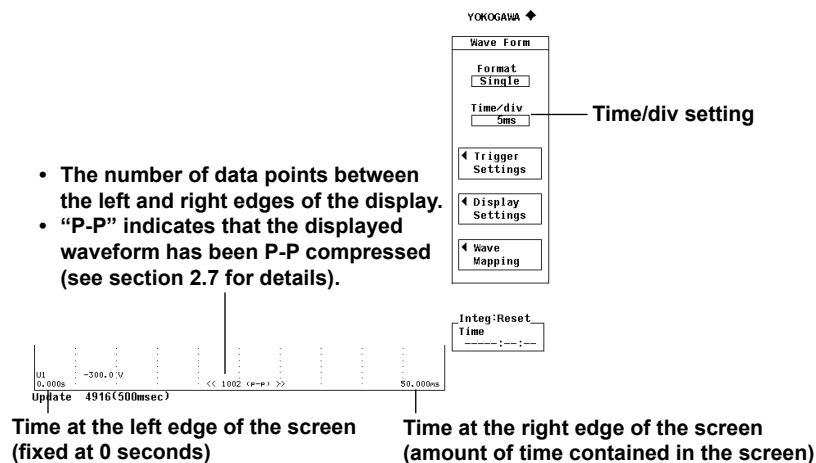 YOKOGAWA ◆
Wave Form
Format
Single
Time/div
5ms
Time/div setting
◀ Trigger
Settings
◀ Display
Settings
◀ Wave
Mapping
• The number of data points between
the left and right edges of the display.
• “P-P” indicates that the displayed
waveform has been P-P compressed
(see section 2.7 for details).
Integ:Reset
Time
-----:--:--
U1 -300.0 V
0.000s << 1002 (p-p) >> 50.000ms
Update 4916(500msec)
Time at the left edge of the screen
(fixed at 0 seconds)
Time at the right edge of the screen
(amount of time contained in the screen)